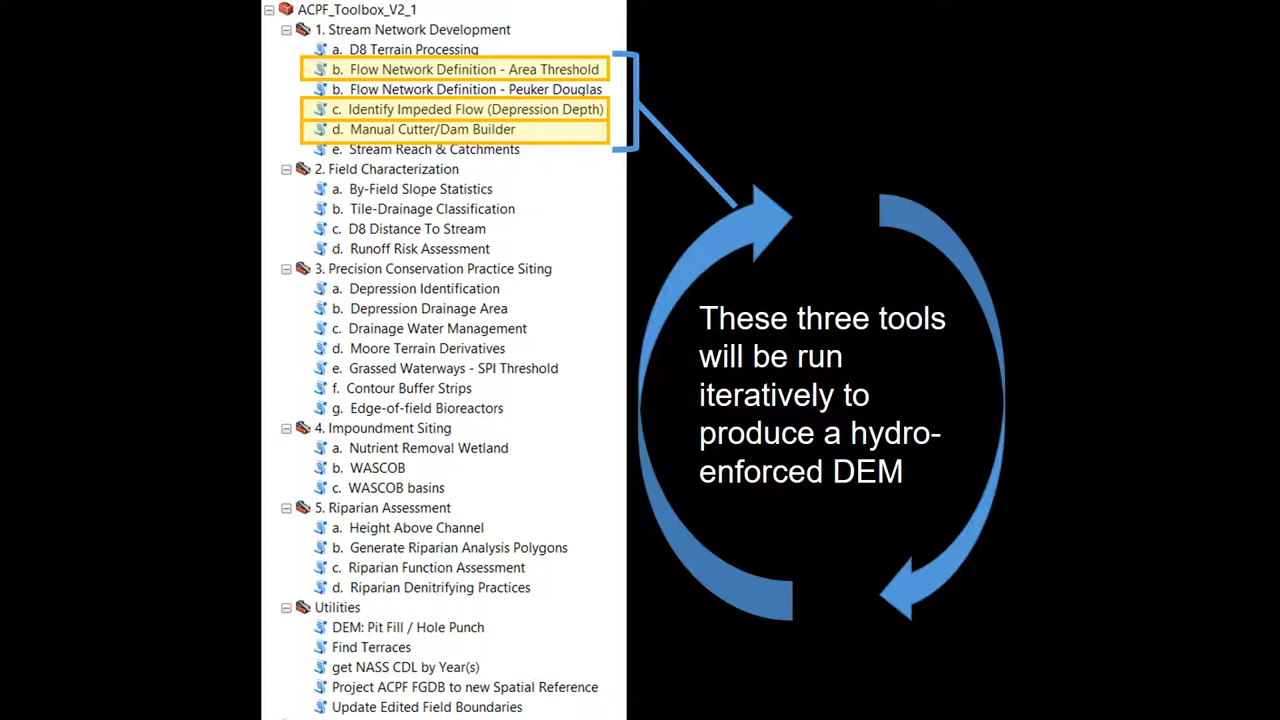 ACPF_Toolbox_V2_1
1. Stream Network Development
a. D8 Terrain Processing
b. Flow Network Definition - Area Threshold
b. Flow Network Definition - Peuker Douglas
c. Identify Impeded Flow (Depression Depth)
d. Manual Cutter/Dam Builder
e. Stream Reach & Catchments
2. Field Characterization
a. By-Field Slope Statistics
b. Tile-Drainage Classification
c. D8 Distance To Stream
d. Runoff Risk Assessment
3. Precision Conservation Practice Siting
a. Depression Identification
b. Depression Drainage Area
c. Drainage Water Management
d. Moore Terrain Derivatives
e. Grassed Waterways - SPI Threshold
f. Contour Buffer Strips
g. Edge-of-field Bioreactors
4. Impoundment Siting
a. Nutrient Removal Wetland
b. WASCOB
c. WASCOB basins
5. Riparian Assessment
a. Height Above Channel
b. Generate Riparian Analysis Polygons
c. Riparian Function Assessment
d. Riparian Denitrifying Practices
Utilities
DEM: Pit Fill / Hole Punch
Find Terraces
get NASS CDL by Year(s)
Project ACPF FGDB to new Spatial Reference
Update Edited Field Boundaries
These three tools
will be run
iteratively to
produce a hydro-
enforced DEM